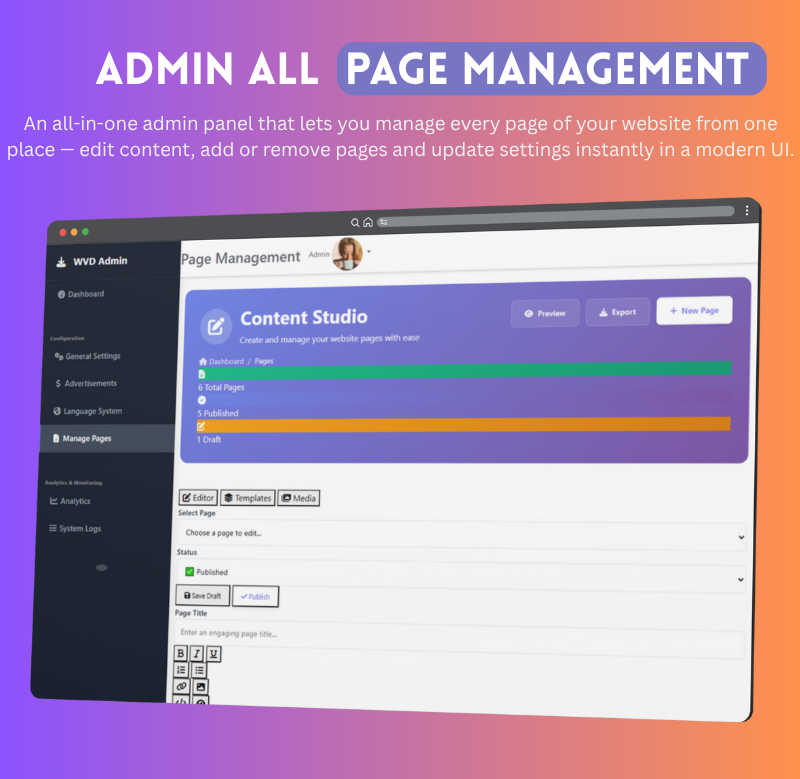 ADMIN ALL PAGE MANAGEMENT
An all-in-one admin panel that lets you manage every page of your website from one
place — edit content, add or remove pages and update settings instantly in a modern UI.
WVD Admin
Page Management Admin
Dashboard
Configuration
General Settings
Advertisements
Language System
Manage Pages
Analytics & Monitoring
Analytics
System Logs
Content Studio
Create and manage your website pages with ease
Preview Export + New Page
Dashboard / Pages
6 Total Pages
5 Published
1 Draft
Editor Templates Media
Select Page
Choose a page to edit...
Status
✅ Published
Save Draft ✓ Publish
Page Title
Enter an engaging page title...
B I U